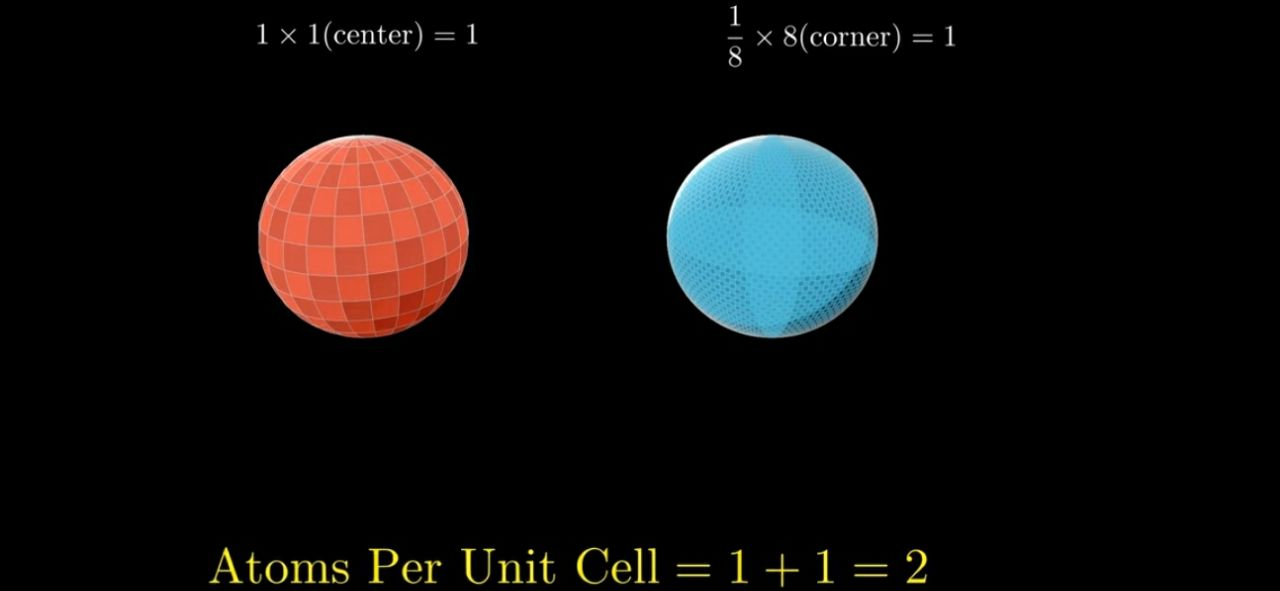 1 × 1(center) = 1
1/8 × 8(corner) = 1
Atoms Per Unit Cell = 1 + 1 = 2